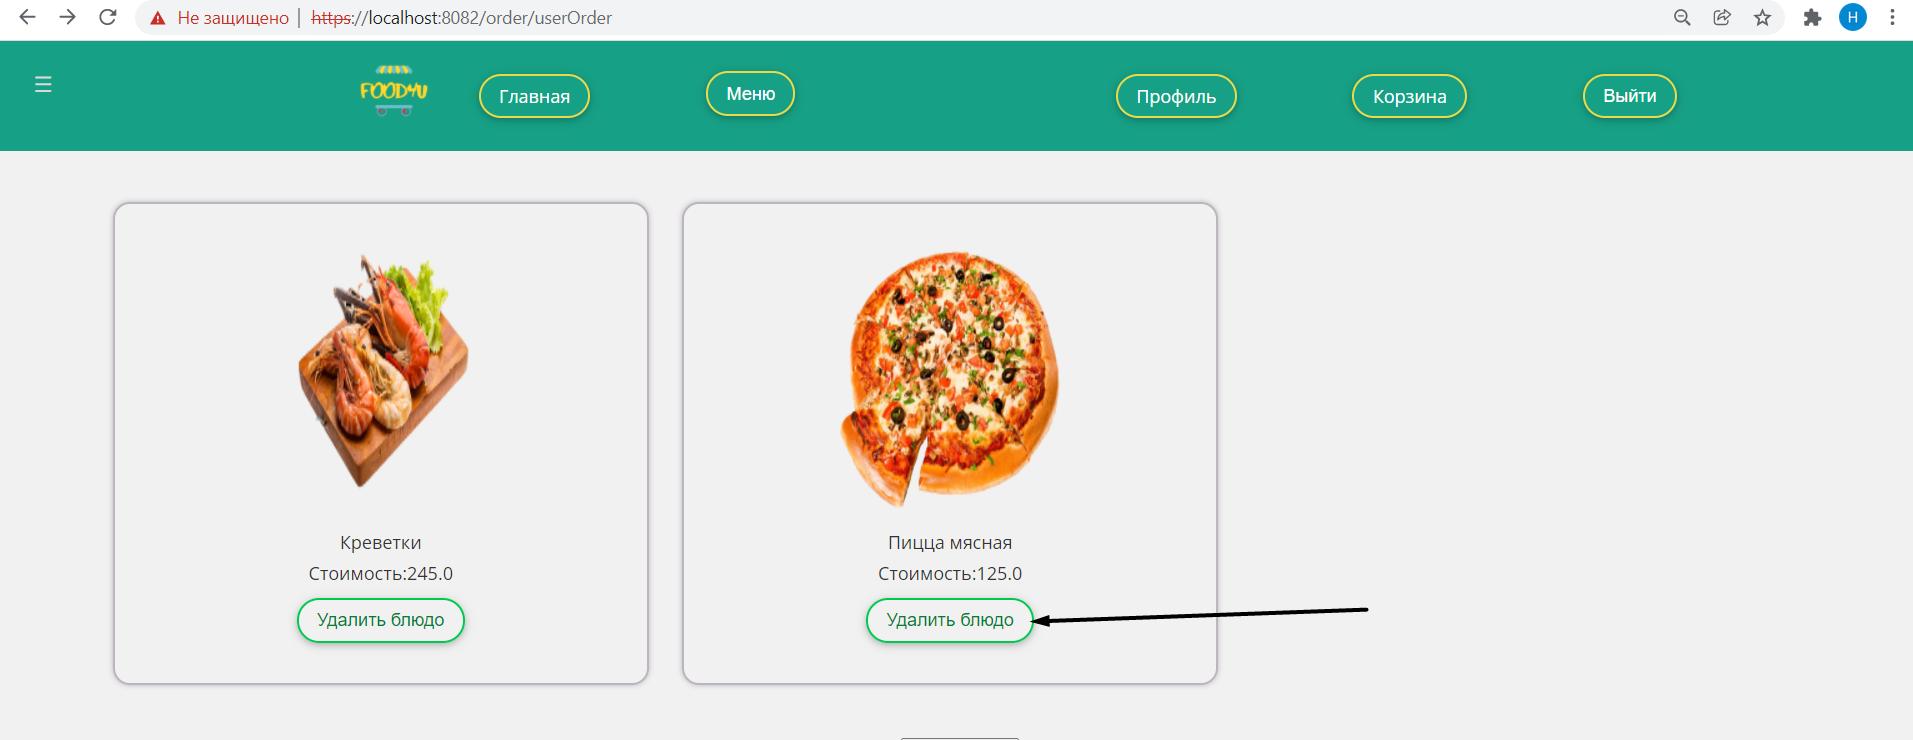 Не защищено | https://localhost:8082/order/userOrder
H
FOOD4U
Главная
Меню
Профиль
Корзина
Выйти
Креветки
Стоимость:245.0
Удалить блюдо
Пицца мясная
Стоимость:125.0
Удалить блюдо